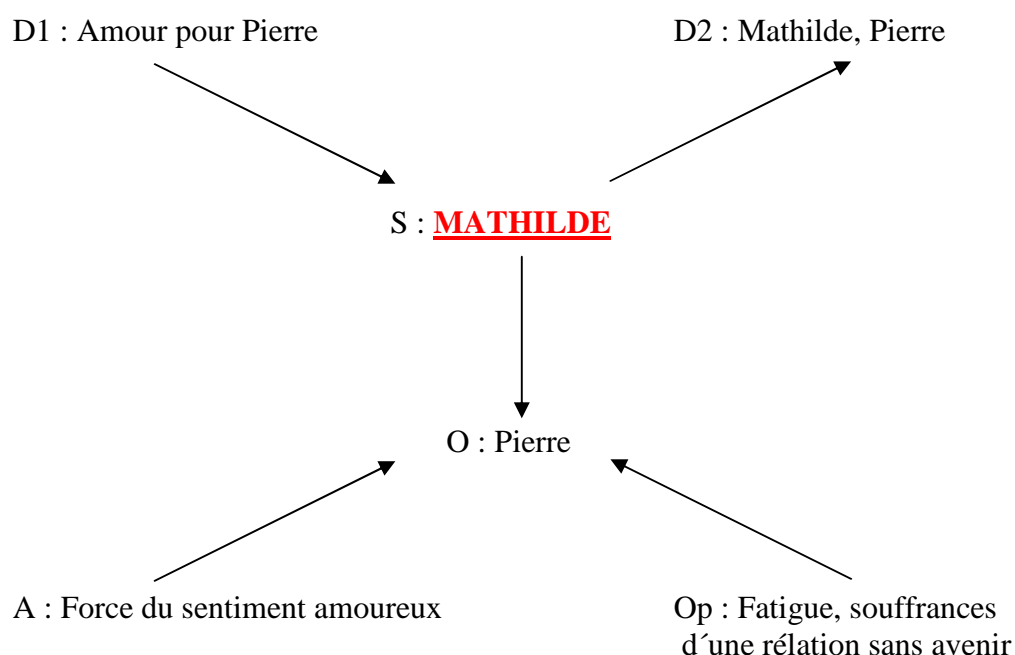 D1 : Amour pour Pierre
D2 : Mathilde, Pierre
S : MATHILDE
O : Pierre
A : Force du sentiment amoureux
Op : Fatigue, souffrances
d´une rélation sans avenir